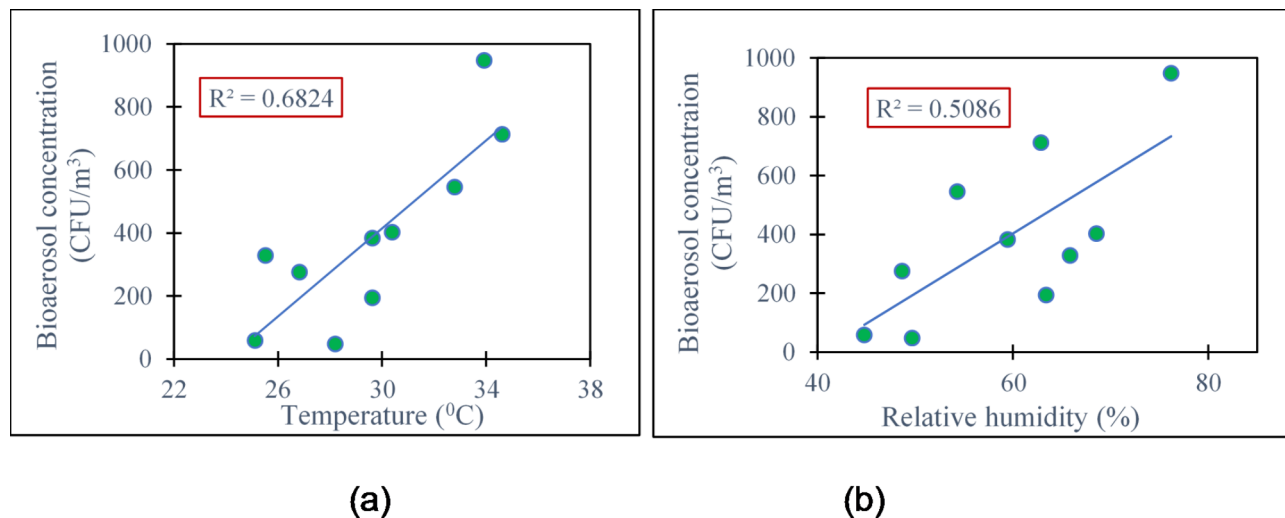 Bioaerosol concentration
(CFU/m³)
1000
800
600
400
200
0
R² = 0.6824
22
26
30
34
38
Temperature (⁰C)
(a)
Bioaerosol concentraion
(CFU/m³)
1000
800
600
400
200
0
R² = 0.5086
40
60
80
Relative humidity (%)
(b)